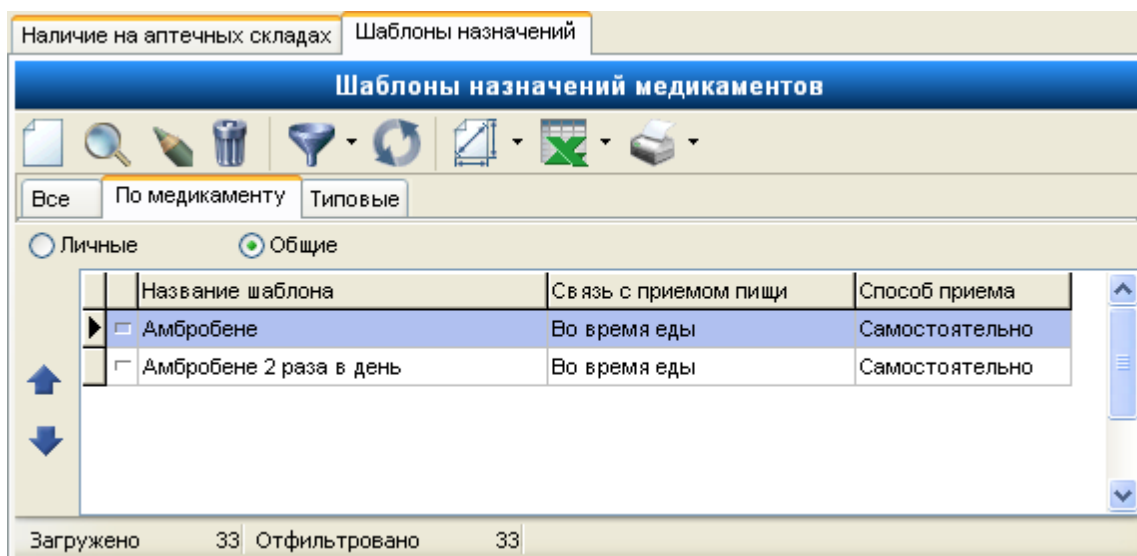 Наличие на аптечных складах Шаблоны назначений
Шаблоны назначений медикаментов
Все По медикаменту Типовые
Личные Общие
Название шаблона Связь с приемом пищи Способ приема
Амбробене Во время еды Самостоятельно
Амбробене 2 раза в день Во время еды Самостоятельно
Загружено 33 Отфильтровано 33